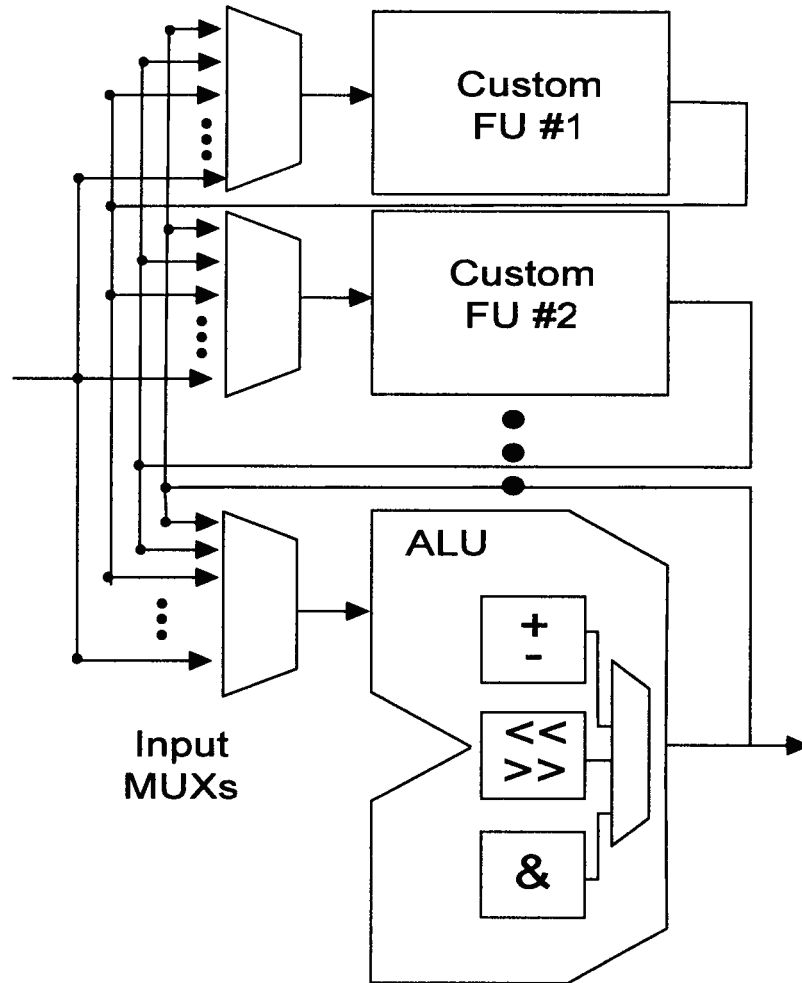 Custom
FU #1
Custom
FU #2
ALU
+
-
<<
>>
&
Input
MUXs